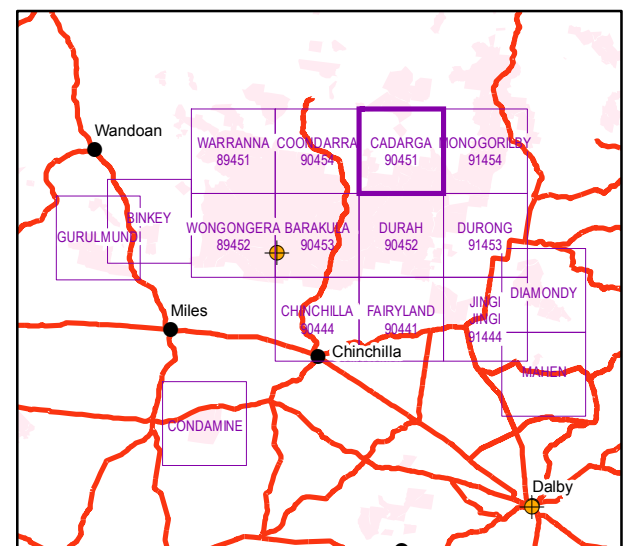 Wandoan
WARRANNA
89451
COONDARRA
90454
CADARGA
90451
MONOGORILBY
91454
BINKEY
GURULMUNDI
WONGONGERA
89452
BARAKULA
90453
DURAH
90452
DURONG
91453
DIAMONDY
Miles
CHINCHILLA
90444
FAIRYLAND
90441
JINGI
JINGI
91444
Chinchilla
MAHEN
CONDAMINE
Dalby